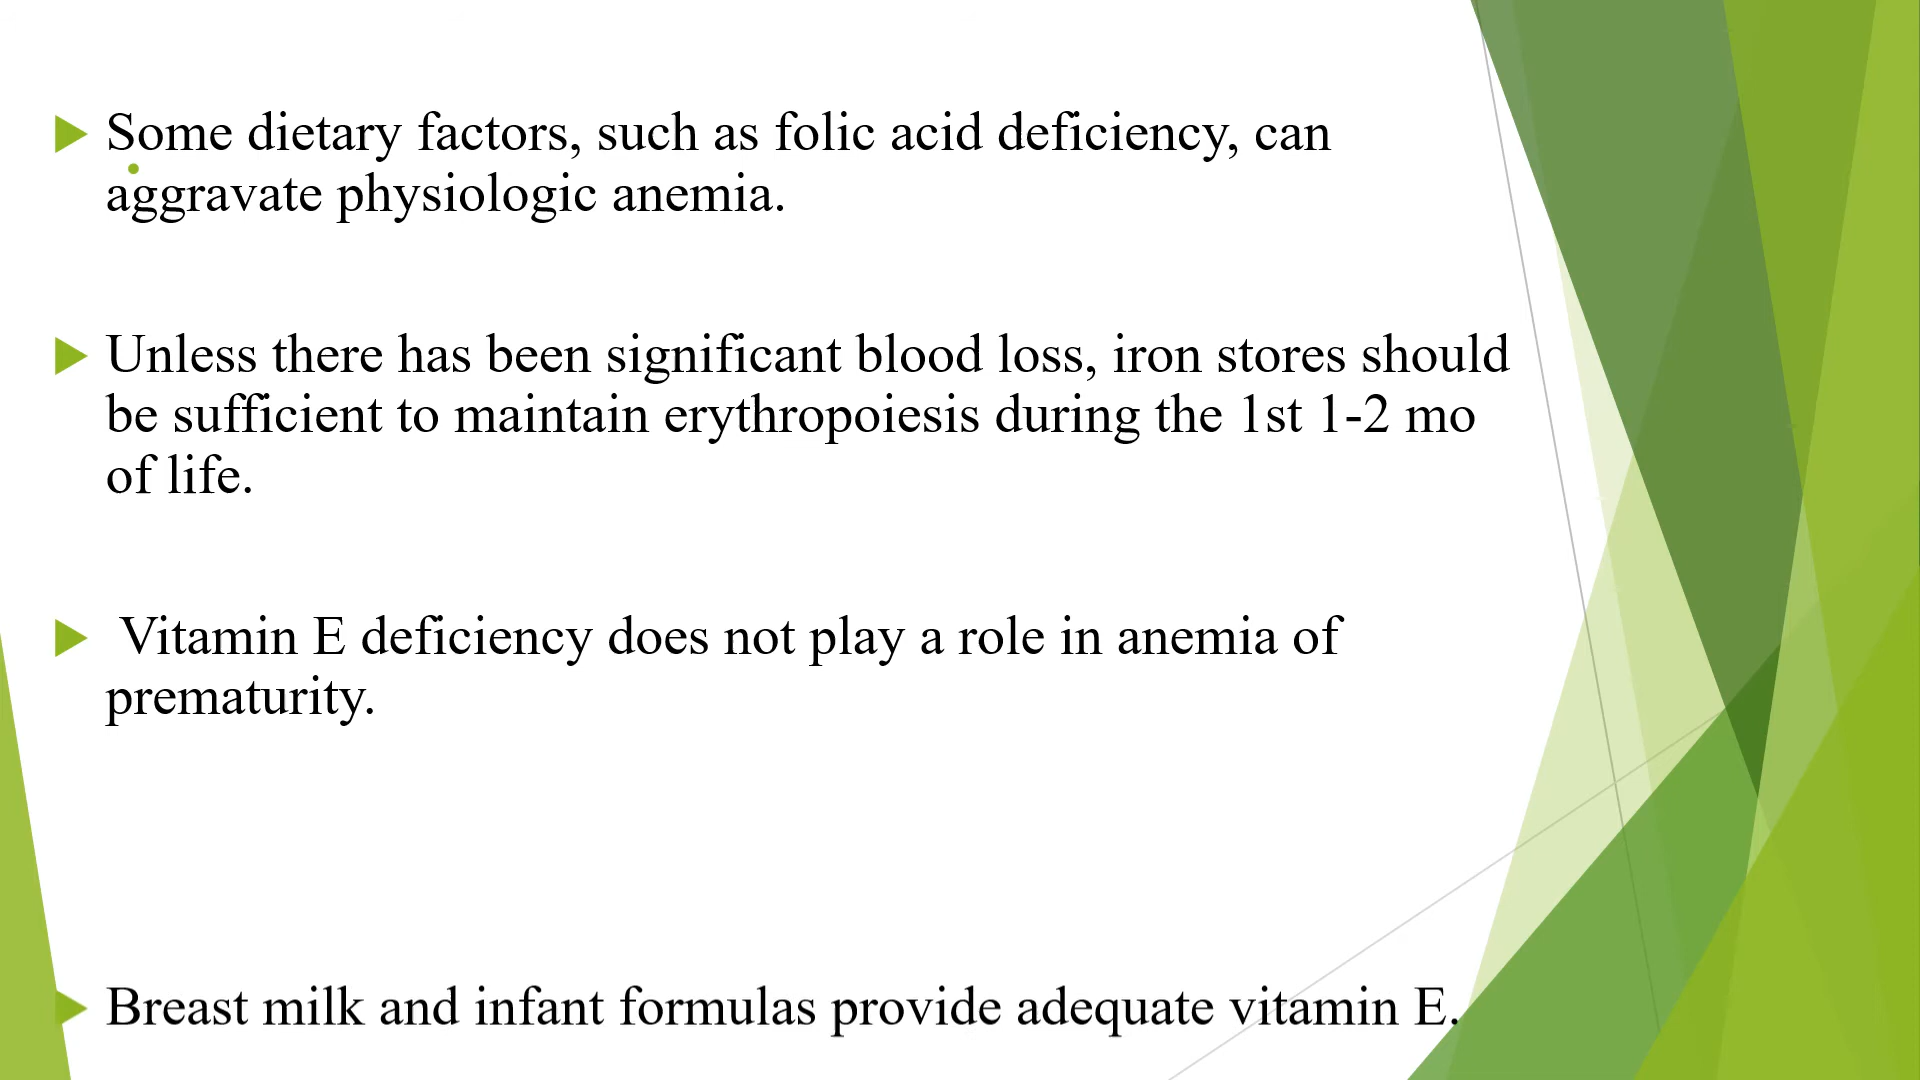 Some dietary factors, such as folic acid deficiency, can
aggravate physiologic anemia.
Unless there has been significant blood loss, iron stores should
be sufficient to maintain erythropoiesis during the 1st 1-2 mo
of life.
Vitamin E deficiency does not play a role in anemia of
prematurity.
Breast milk and infant formulas provide adequate vitamin E.